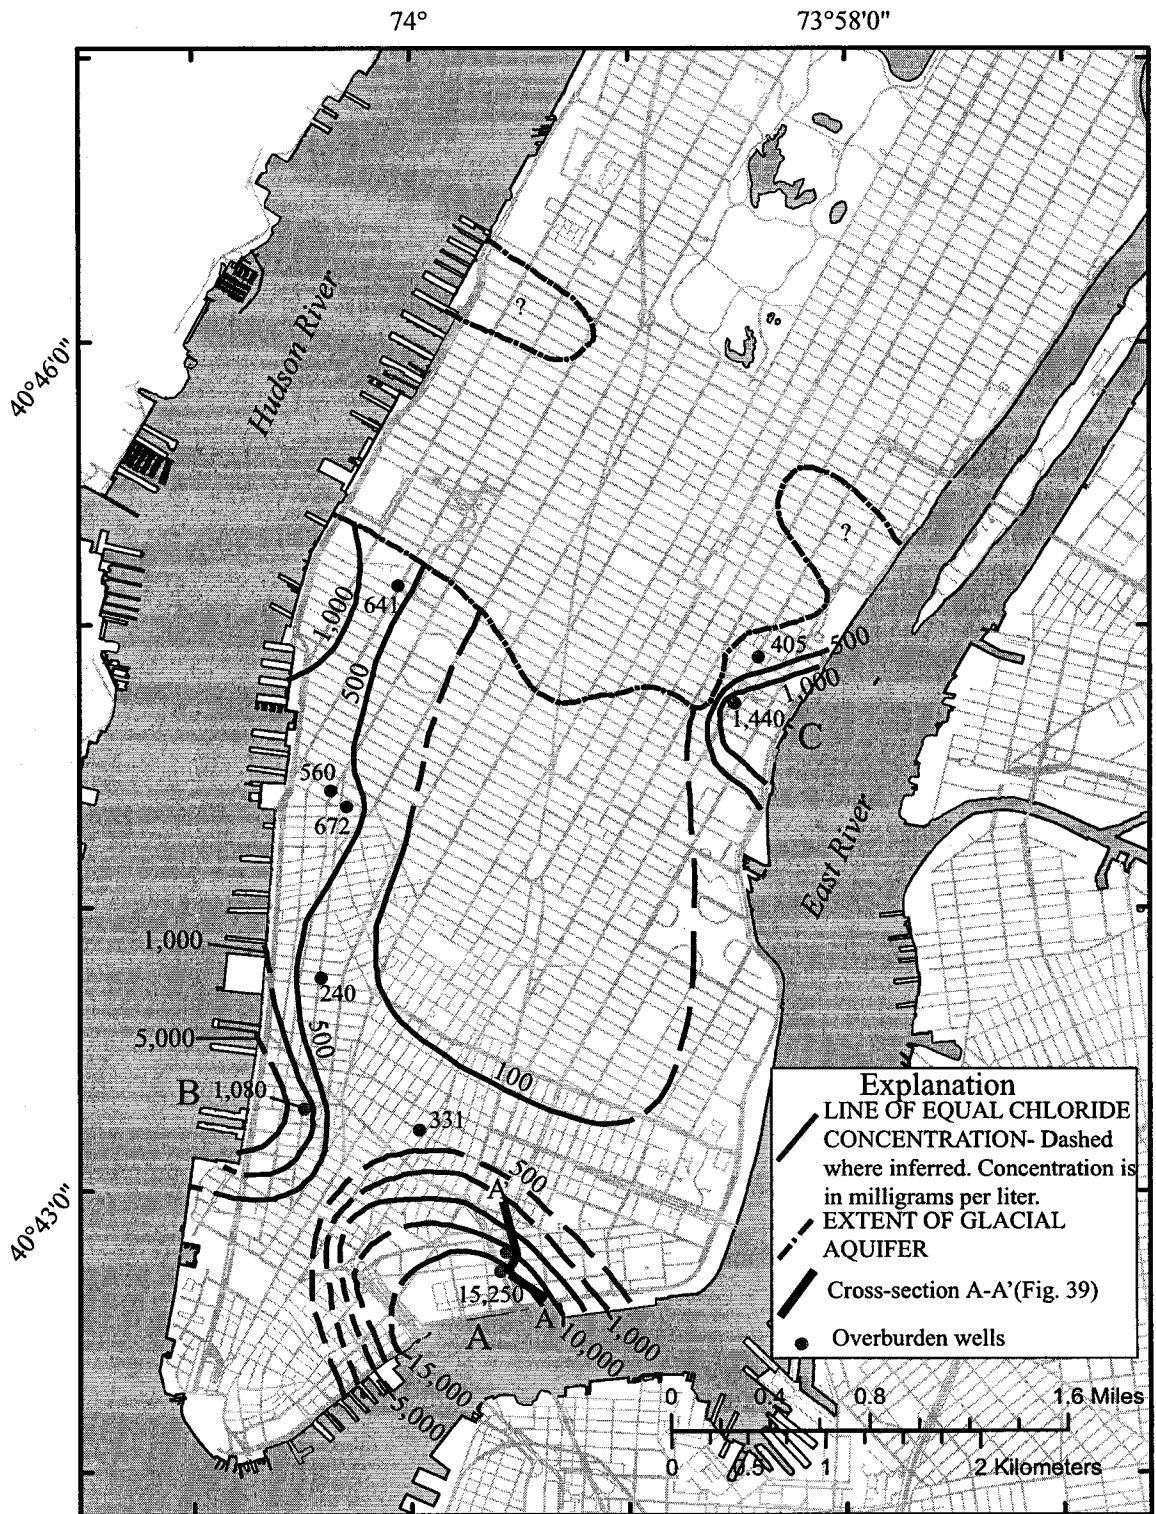 74°
73°58'0"
Hudson River
?
40°46'0"
?
641
1,000
500
405
500
1,000
1,440
C
560
672
East River
1,000
240
5,000
500
B
1,080
100
331
500
A'
40°43'0"
15,250
A
A
10,000
1,000
15,000
5,000
Explanation
LINE OF EQUAL CHLORIDE
CONCENTRATION- Dashed
where inferred. Concentration is
in milligrams per liter.
EXTENT OF GLACIAL
AQUIFER
Cross-section A-A'(Fig. 39)
Overburden wells
0 0.4 0.8 1.6 Miles
0 0.5 1 2 Kilometers